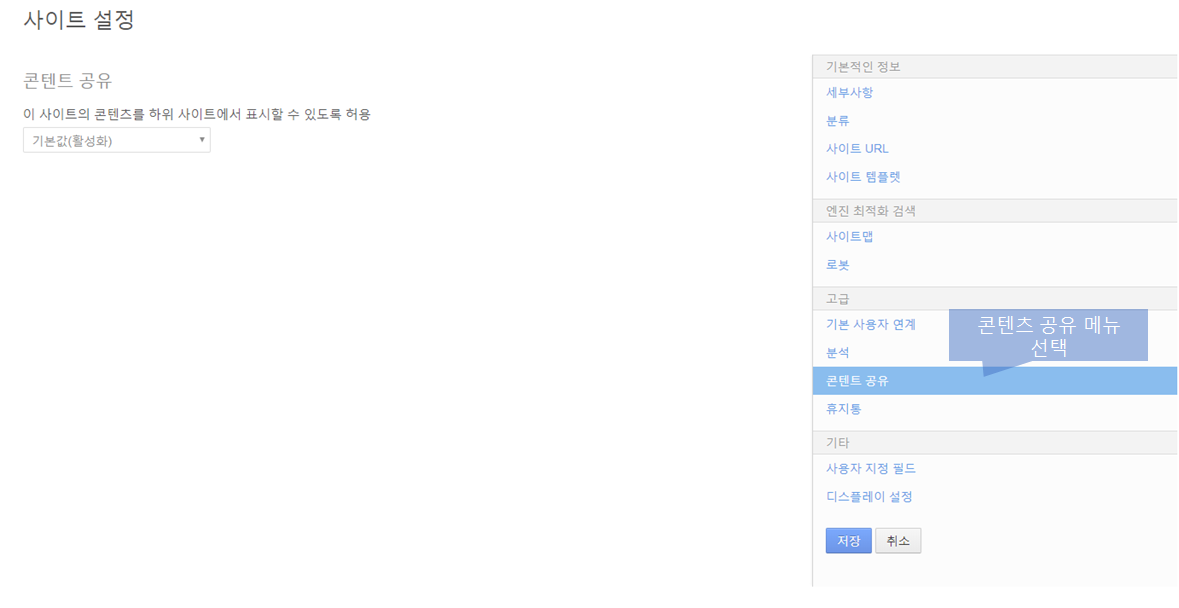 사이트 설정
콘텐트 공유
이 사이트의 콘텐츠를 하위 사이트에서 표시할 수 있도록 허용
기본값(활성화)
기본적인 정보
세부사항
분류
사이트 URL
사이트 템플렛
엔진 최적화 검색
사이트맵
로봇
고급
기본 사용자 연계
분석
콘텐츠 공유 메뉴
선택
콘텐트 공유
휴지통
기타
사용자 지정 필드
디스플레이 설정
저장 취소